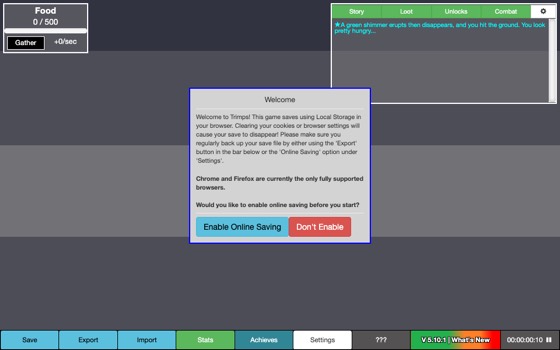 Food
0 / 500
Gather
+0/sec
Story
Loot
Unlocks
Combat
★A green shimmer erupts then disappears, and you hit the ground. You look
pretty hungry...
Welcome
Welcome to Trimps! This game saves using Local Storage in
your browser. Clearing your cookies or browser settings will
cause your save to disappear! Please make sure you
regularly back up your save file by either using the 'Export'
button in the bar below or the 'Online Saving' option under
'Settings'.
Chrome and Firefox are currently the only fully supported
browsers.
Would you like to enable online saving before you start?
Enable Online Saving
Don't Enable
Save
Export
Import
Stats
Achieves
Settings
???
V 5.10.1 | What's New
00:00:00:10